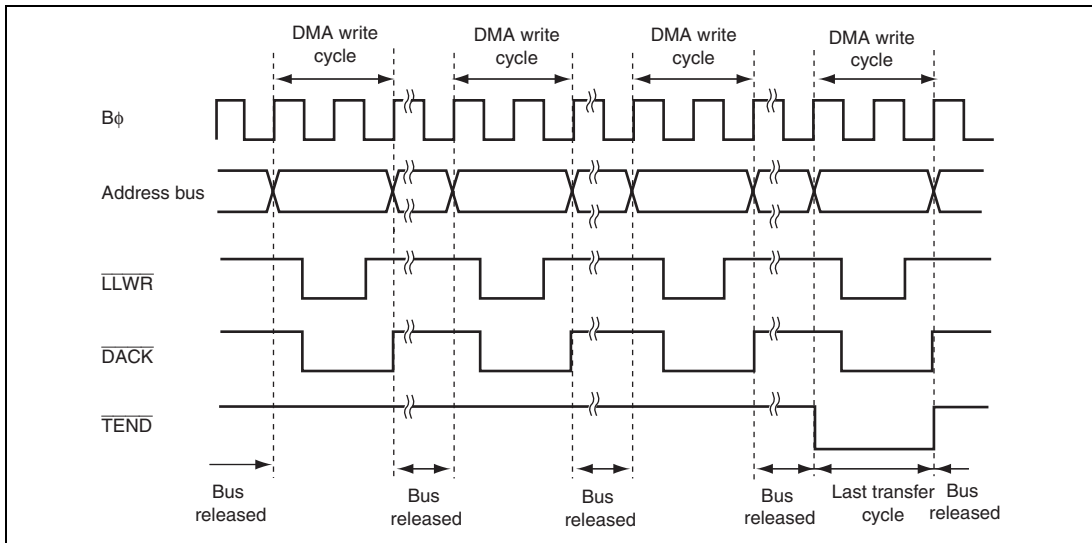 DMA write
cycle
DMA write
cycle
DMA write
cycle
DMA write
cycle
Bφ
Address bus
LLWR
DACK
TEND
Bus
released
Bus
released
Bus
released
Bus
released
Last transfer
cycle
Bus
released